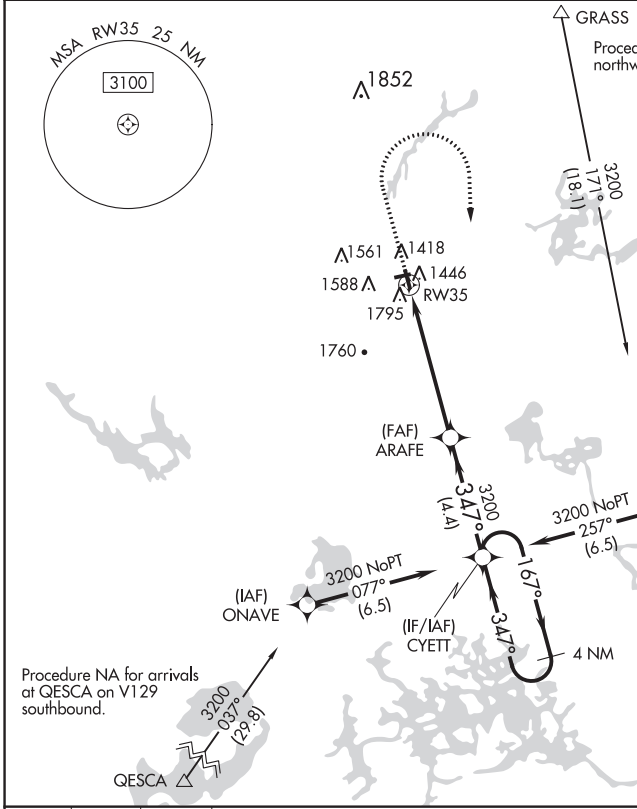 MSA RW35 25 NM
3100
GRASS
Proced
northw
1852
3200
171°
(18.1)
1561
1418
1588
1446
RW35
1795
1760
(FAF)
ARAFE
3200
347°
(4.4)
3200 NoPT
257°
(6.5)
3200 NoPT
077°
(6.5)
(IAF)
ONAVE
(IF/IAF)
CYETT
167°
347°
4 NM
Procedure NA for arrivals
at QESCA on V129
southbound.
3200
037°
(29.8)
QESCA